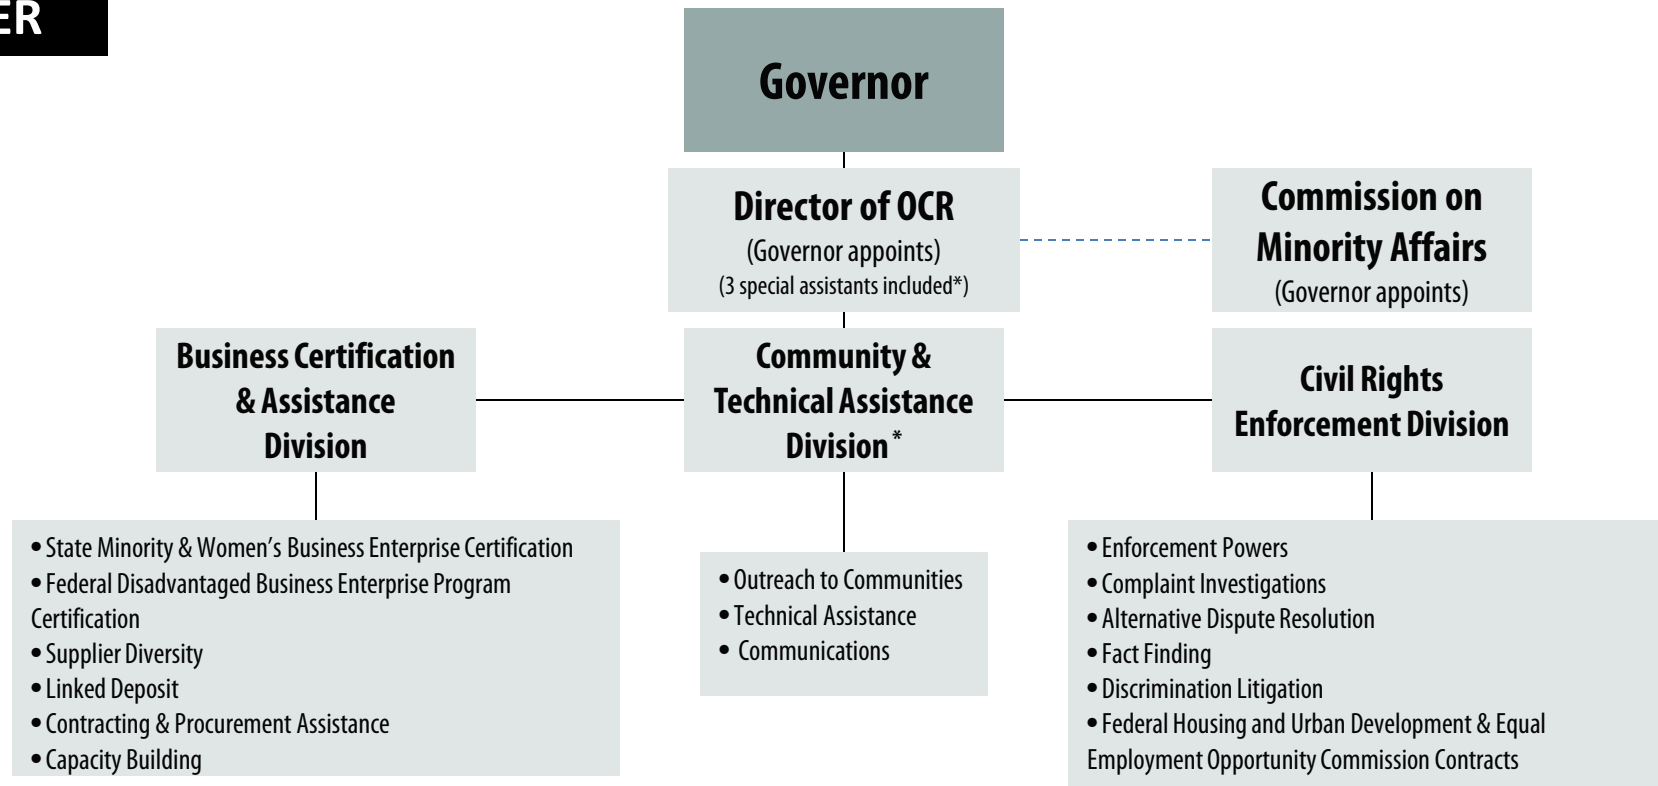 ER
Governor
Director of OCR
(Governor appoints)
(3 special assistants included*)
Commission on
Minority Affairs
(Governor appoints)
Business Certification
& Assistance
Division
Community &
Technical Assistance
Division*
Civil Rights
Enforcement Division
• State Minority & Women's Business Enterprise Certification
• Federal Disadvantaged Business Enterprise Program
Certification
• Supplier Diversity
• Linked Deposit
• Contracting & Procurement Assistance
• Capacity Building
• Outreach to Communities
• Technical Assistance
• Communications
• Enforcement Powers
• Complaint Investigations
• Alternative Dispute Resolution
• Fact Finding
• Discrimination Litigation
• Federal Housing and Urban Development & Equal
Employment Opportunity Commission Contracts